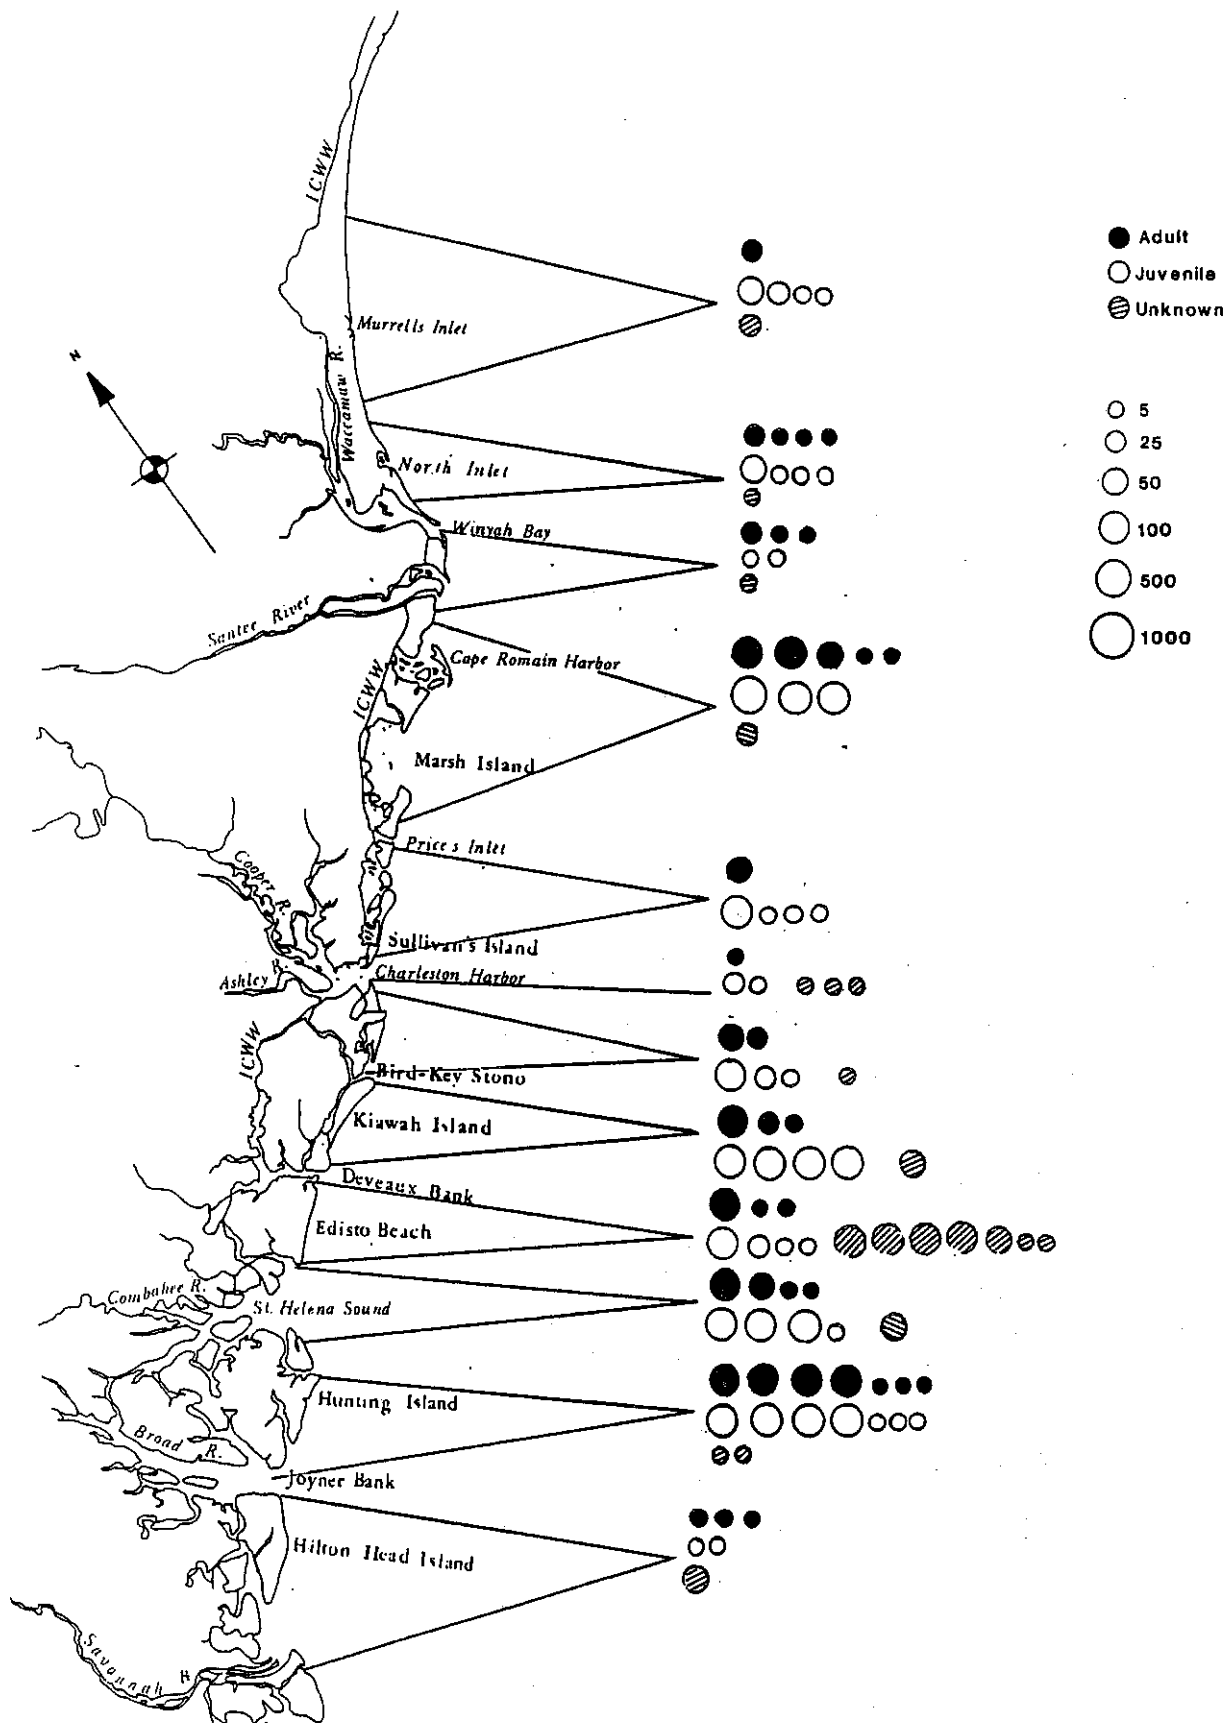 ICWW
Adult
Juvenile
Unknown
Murrells Inlet
N
Waccamaw R.
5
25
North Inlet
50
Winyah Bay
100
500
Santee River
1000
Cape Romain Harbor
ICWW
Marsh Island
Price's Inlet
Cooper R.
Sullivan's Island
Ashley R.
Charleston Harbor
ICWW
Bird-Key Stono
Kiawah Island
Deveaux Bank
Edisto Beach
Combahre R.
St. Helena Sound
Hunting Island
Broad R.
Joyner Bank
Hilton Head Island
Savannah R